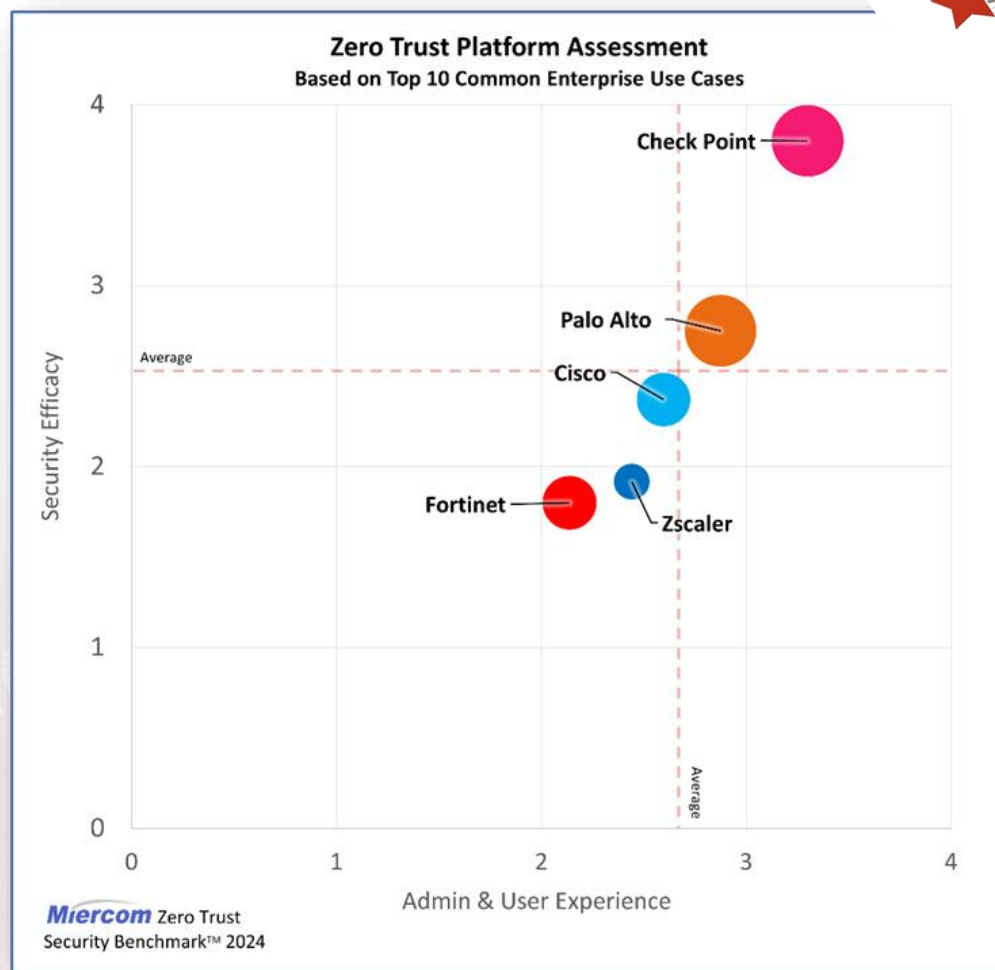 Zero Trust Platform Assessment
Based on Top 10 Common Enterprise Use Cases
4
Check Point
3
Palo Alto
Average
Cisco
Security Efficacy
2
Fortinet
Zscaler
1
Average
0
0 1 2 3 4
Admin & User Experience
Miercom Zero Trust
Security Benchmark™ 2024